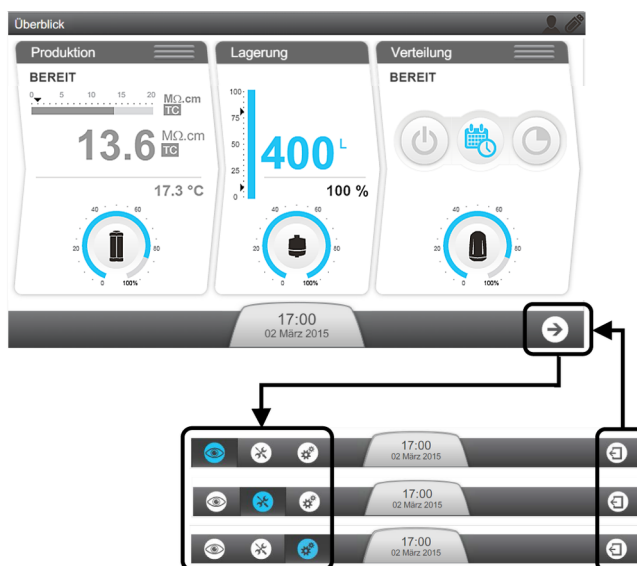 Überblick
Produktion
BEREIT
0 5 10 15 20 MΩ.cm
TC
13.6 MΩ.cm
TC
17.3 °C
0 20 40 60 80 100%
Lagerung
100
75
50
25
0
400 L
100 %
0 20 40 60 80 100%
Verteilung
BEREIT
0 20 40 60 80 100%
17:00
02 März 2015
17:00
02 März 2015
17:00
02 März 2015
17:00
02 März 2015